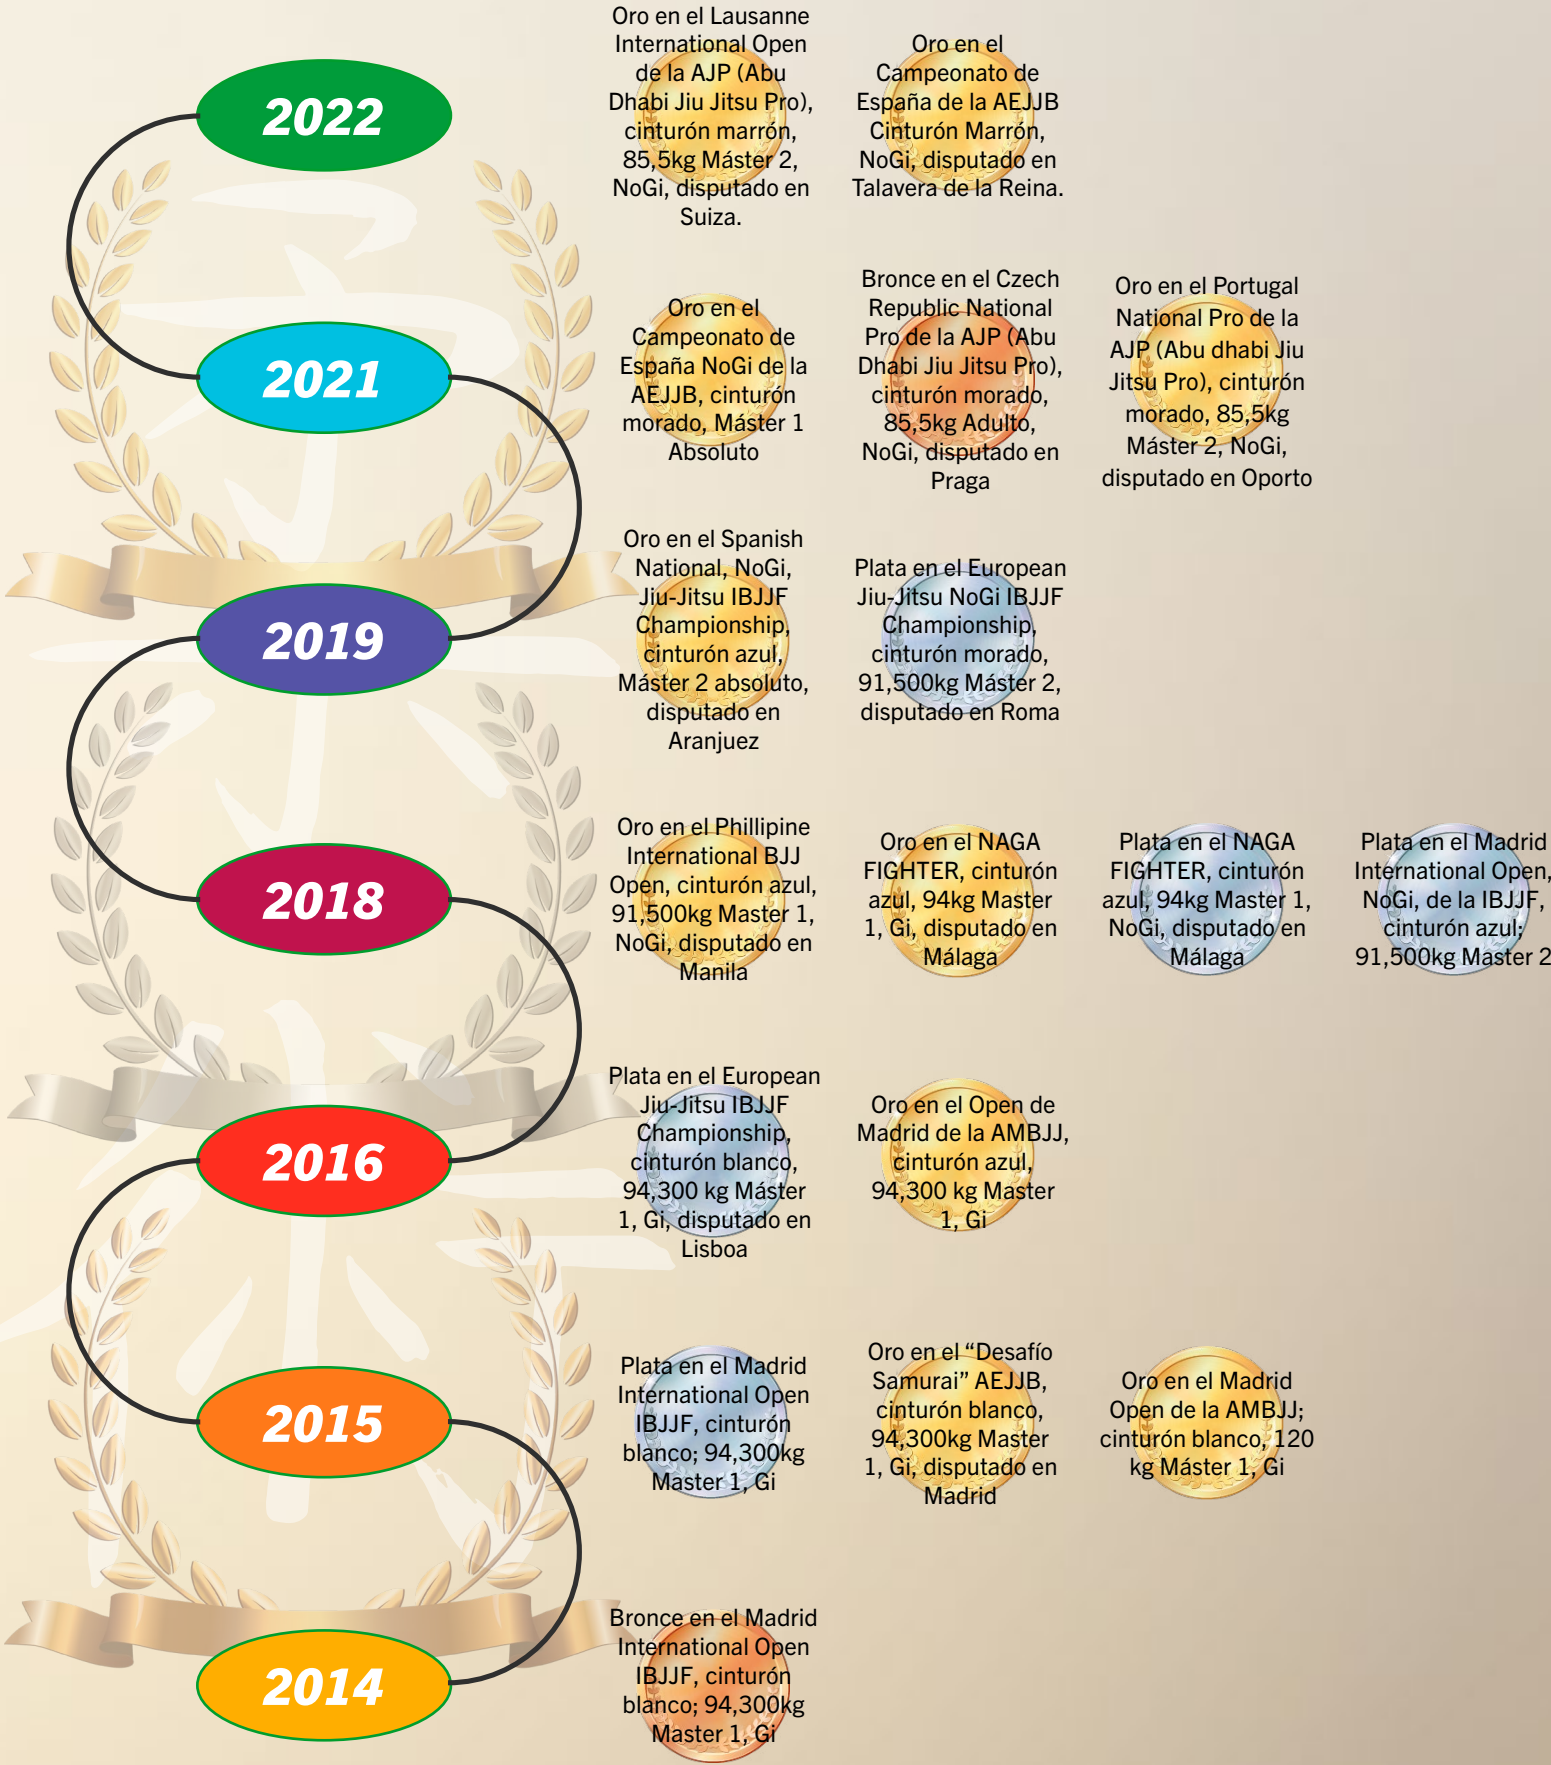 2022
Oro en el Lausanne
International Open
de la AJP (Abu
Dhabi Jiu Jitsu Pro),
cinturón marrón,
85,5kg Máster 2,
NoGi, disputado en
Suiza.
Oro en el
Campeonato de
España de la AEJJB
Cinturón Marrón,
NoGi, disputado en
Talavera de la Reina.
2021
Oro en el
Campeonato de
España NoGi de la
AEJJB, cinturón
morado, Máster 1
Absoluto
Bronce en el Czech
Republic National
Pro de la AJP (Abu
Dhabi Jiu Jitsu Pro),
cinturón morado,
85,5kg Adulto,
NoGi, disputado en
Praga
Oro en el Portugal
National Pro de la
AJP (Abu dhabi Jiu
Jitsu Pro), cinturón
morado, 85,5kg
Máster 2, NoGi,
disputado en Oporto
2019
Oro en el Spanish
National, NoGi,
Jiu-Jitsu IBJJF
Championship,
cinturón azul,
Máster 2 absoluto,
disputado en
Aranjuez
Plata en el European
Jiu-Jitsu NoGi IBJJF
Championship,
cinturón morado,
91,500kg Máster 2,
disputado en Roma
2018
Oro en el Phillipine
International BJJ
Open, cinturón azul,
91,500kg Master 1,
NoGi, disputado en
Manila
Oro en el NAGA
FIGHTER, cinturón
azul, 94kg Master
1, Gi, disputado en
Málaga
Plata en el NAGA
FIGHTER, cinturón
azul, 94kg Master 1,
NoGi, disputado en
Málaga
Plata en el Madrid
International Open,
NoGi, de la IBJJF,
cinturón azul;
91,500kg Master 2
2016
Plata en el European
Jiu-Jitsu IBJJF
Championship,
cinturón blanco,
94,300 kg Máster
1, Gi, disputado en
Lisboa
Oro en el Open de
Madrid de la AMBJJ,
cinturón azul,
94,300 kg Master
1, Gi
2015
Plata en el Madrid
International Open
IBJJF, cinturón
blanco; 94,300kg
Master 1, Gi
Oro en el “Desafío
Samurai” AEJJB,
cinturón blanco,
94,300kg Master
1, Gi, disputado en
Madrid
Oro en el Madrid
Open de la AMBJJ;
cinturón blanco, 120
kg Máster 1, Gi
2014
Bronce en el Madrid
International Open
IBJJF, cinturón
blanco; 94,300kg
Master 1, Gi